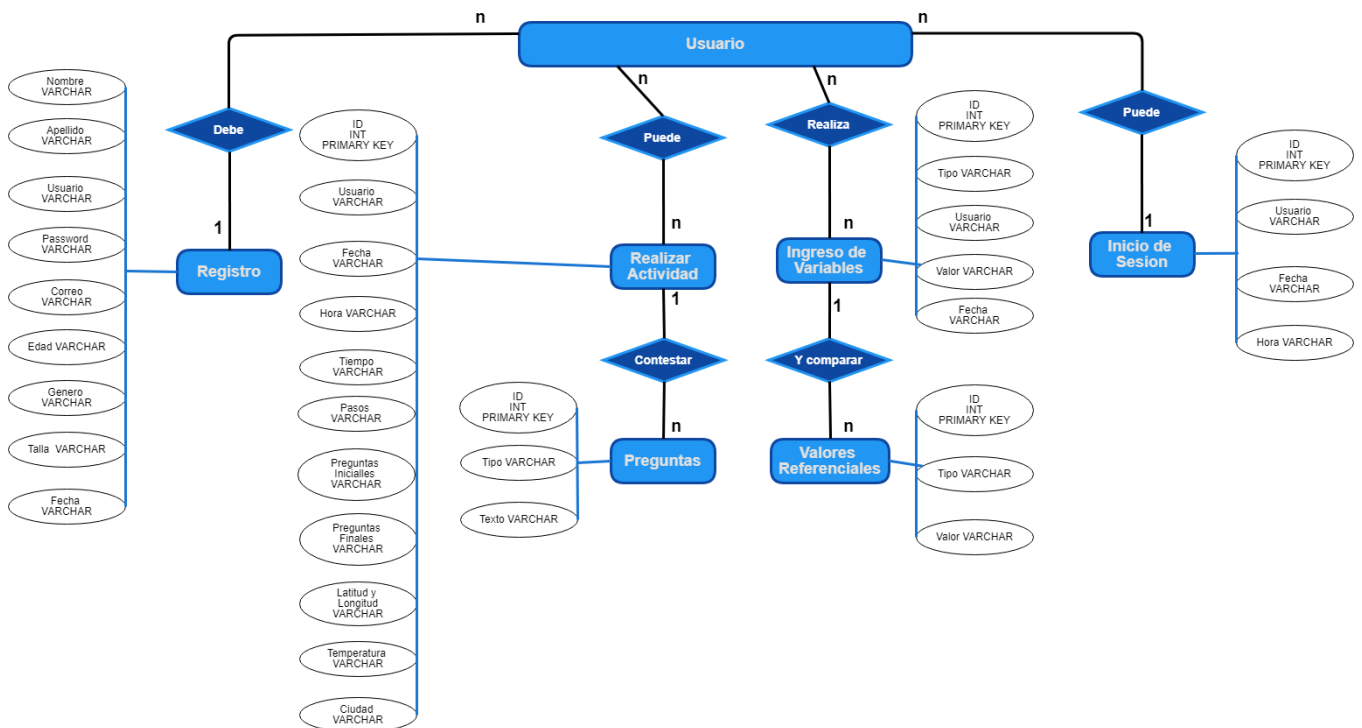 n
n
Usuario
n
n
Nombre
VARCHAR
Apellido
VARCHAR
Usuario
VARCHAR
Password
VARCHAR
Correo
VARCHAR
Edad VARCHAR
Genero
VARCHAR
Talla VARCHAR
Fecha
VARCHAR
Debe
1
Registro
ID
INT
PRIMARY KEY
Usuario
VARCHAR
Fecha
VARCHAR
Hora VARCHAR
Tiempo
VARCHAR
Pasos
VARCHAR
Preguntas
Inicialles
VARCHAR
Preguntas
Finales
VARCHAR
Latitud y
Longitud
VARCHAR
Temperatura
VARCHAR
Ciudad
VARCHAR
Puede
n
Realizar
Actividad
1
Contestar
n
Preguntas
ID
INT
PRIMARY KEY
Tipo VARCHAR
Texto VARCHAR
Realiza
n
Ingreso de
Variables
1
Y comparar
n
Valores
Referenciales
ID
INT
PRIMARY KEY
Tipo VARCHAR
Usuario
VARCHAR
Valor VARCHAR
Fecha
VARCHAR
ID
INT
PRIMARY KEY
Tipo VARCHAR
Valor VARCHAR
Puede
1
Inicio de
Sesion
ID
INT
PRIMARY KEY
Usuario
VARCHAR
Fecha
VARCHAR
Hora VARCHAR